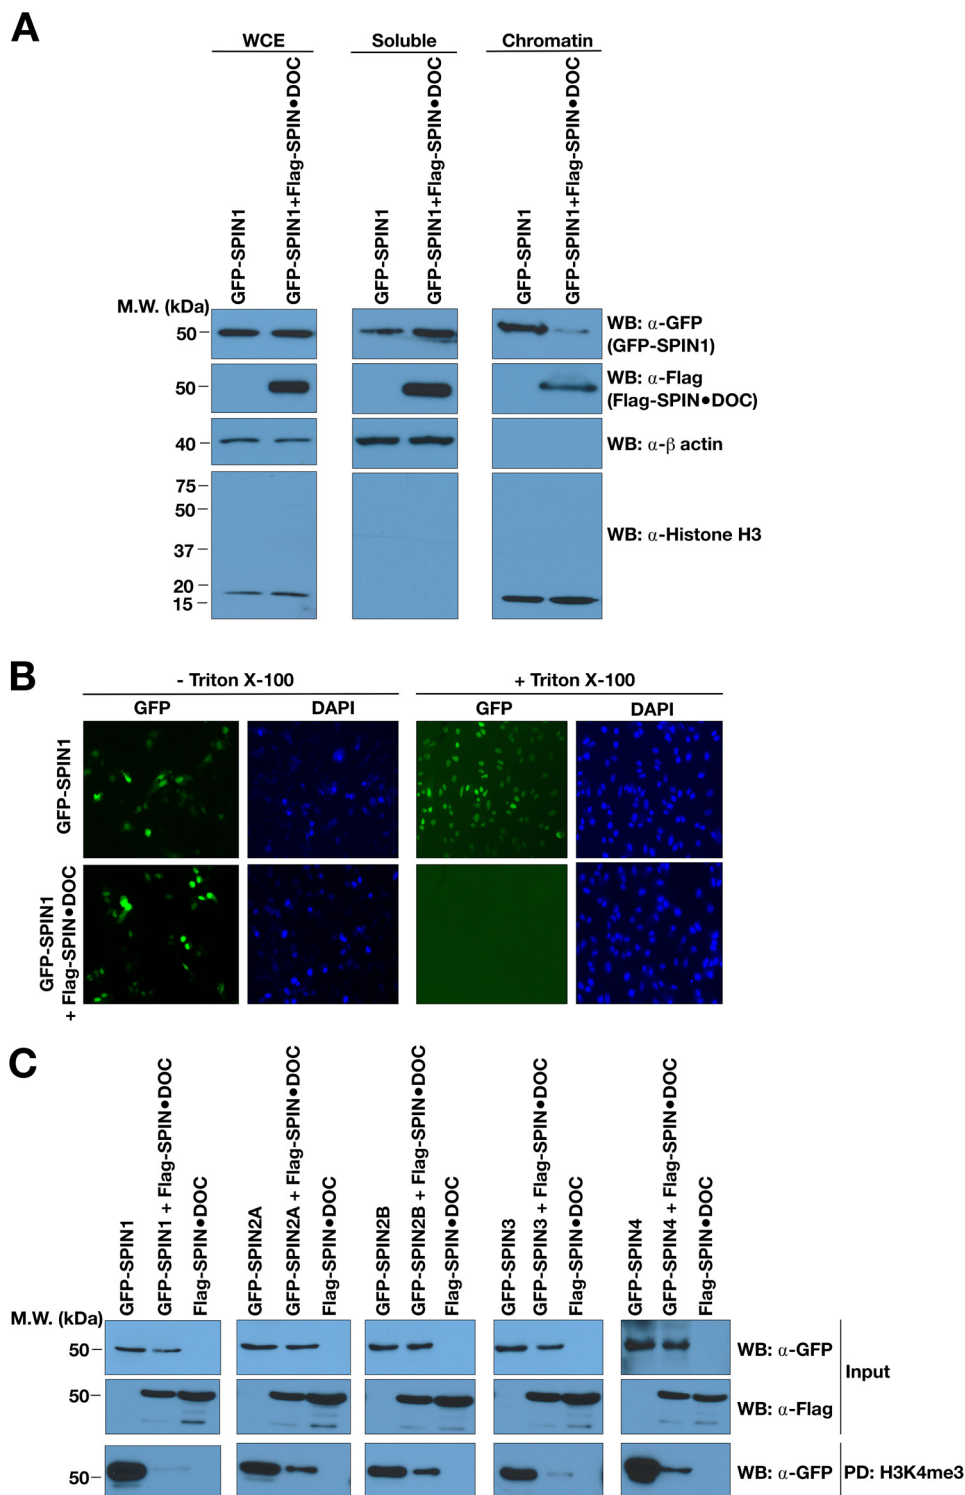 A
WCE
Soluble
Chromatin
GFP-SPIN1
GFP-SPIN1+Flag-SPIN●DOC
GFP-SPIN1
GFP-SPIN1+Flag-SPIN●DOC
GFP-SPIN1
GFP-SPIN1+Flag-SPIN●DOC
M.W. (kDa)
50
WB: α-GFP
(GFP-SPIN1)
50
WB: α-Flag
(Flag-SPIN●DOC)
40
WB: α-β actin
75
50
37
20
15
WB: α-Histone H3
B
- Triton X-100
+ Triton X-100
GFP
DAPI
GFP
DAPI
GFP-SPIN1
GFP-SPIN1
+ Flag-SPIN●DOC
C
GFP-SPIN1
GFP-SPIN1 + Flag-SPIN●DOC
Flag-SPIN●DOC
GFP-SPIN2A
GFP-SPIN2A + Flag-SPIN●DOC
Flag-SPIN●DOC
GFP-SPIN2B
GFP-SPIN2B + Flag-SPIN●DOC
Flag-SPIN●DOC
GFP-SPIN3
GFP-SPIN3 + Flag-SPIN●DOC
Flag-SPIN●DOC
GFP-SPIN4
GFP-SPIN4 + Flag-SPIN●DOC
Flag-SPIN●DOC
M.W. (kDa)
50
WB: α-GFP
Input
50
WB: α-Flag
50
WB: α-GFP
PD: H3K4me3